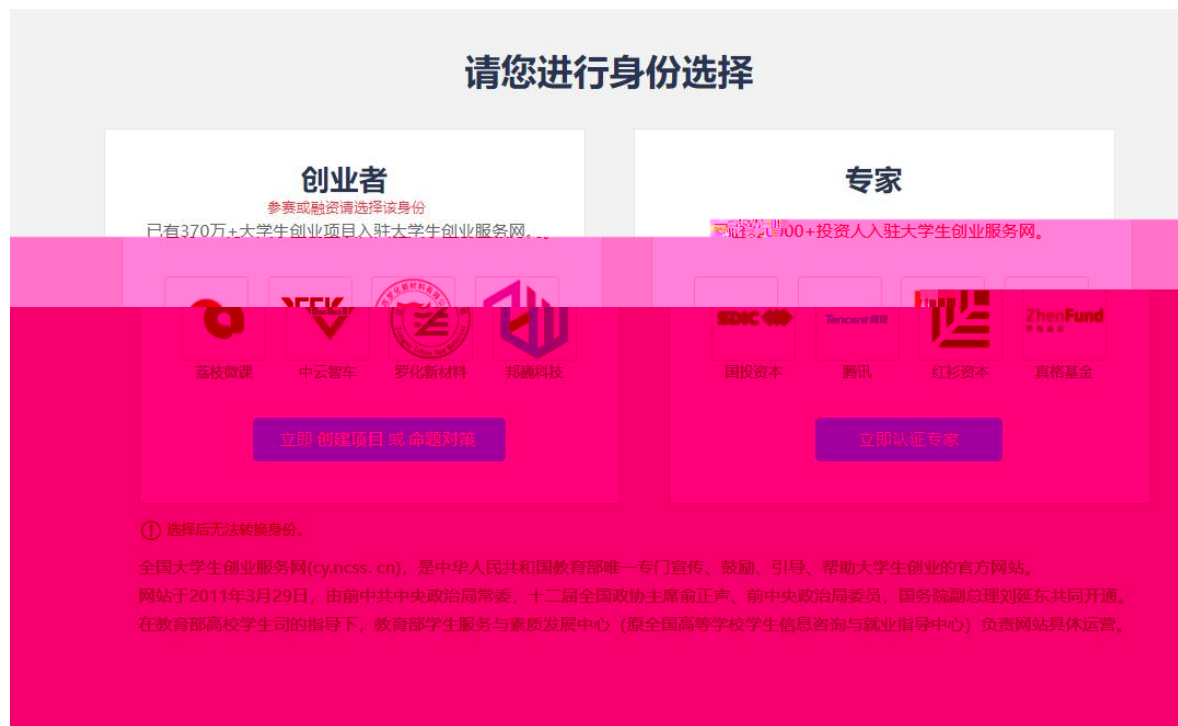 请您进行身份选择
创业者
参赛或融资请选择该身份
已有370万+大学生创业项目入驻大学生创业服务网。
荔枝微课
中云智车
罗化新材料
邦巍科技
立即 创建项目 或 命题对策
专家
00+投资人入驻大学生创业服务网。
SDIC
Tencent 腾讯
ZhenFund
真格基金
国投资本
腾讯
红杉资本
真格基金
立即认证专家
选择后无法转换身份。
全国大学生创业服务网(cy.ncss. cn)，是中华人民共和国教育部唯一专门宣传、鼓励、引导、帮助大学生创业的官方网站。
网站于2011年3月29日，由前中共中央政治局常委，十二届全国政协主席俞正声、前中央政治局委员，国务院副总理刘延东共同开通。
在教育部高校学生司的指导下，教育部学生服务与素质发展中心（原全国高等学校学生信息咨询与就业指导中心）负责网站具体运营。